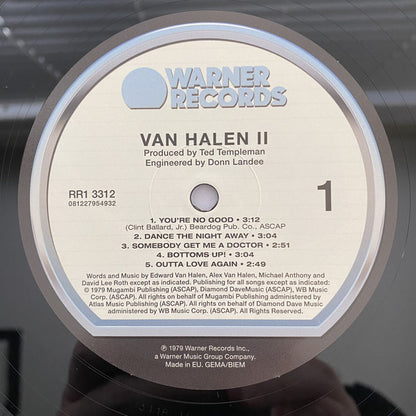 WARNER
RECORDS
VAN HALEN II
Produced by Ted Templeman
Engineered by Donn Landee
RR1 3312
081227954932
1
1. YOU'RE NO GOOD • 3:12
(Clint Ballard, Jr.) Beardog Pub. Co., ASCAP
2. DANCE THE NIGHT AWAY • 3:04
3. SOMEBODY GET ME A DOCTOR • 2:51
4. BOTTOMS UP! • 3:04
5. OUTTA LOVE AGAIN • 2:49
Words and Music by Edward Van Halen, Alex Van Halen, Michael Anthony and
David Lee Roth except as indicated. Publishing for all songs except as indicated:
© 1979 Mugambi Publishing (ASCAP), Diamond DaveMusic (ASCAP), WB Music
Corp. (ASCAP). All rights on behalf of Mugambi Publishing administered by
Atlas Music Publishing (ASCAP). All rights on behalf of Diamond Dave Music
administered by WB Music Corp. (ASCAP).
℗ 1979 Warner Records Inc.,
a Warner Music Group Company.
Made in EU. GEMA/BIEM